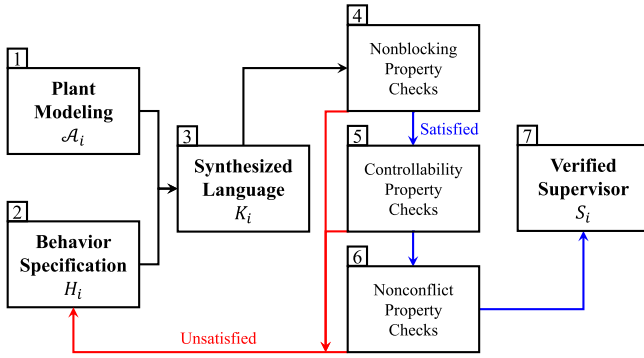 1
Plant
Modeling
𝒜ᵢ
2
Behavior
Specification
Hᵢ
3
Synthesized
Language
Kᵢ
4
Nonblocking
Property
Checks
Satisfied
5
Controllability
Property
Checks
6
Nonconflict
Property
Checks
Unsatisfied
7
Verified
Supervisor
Sᵢ